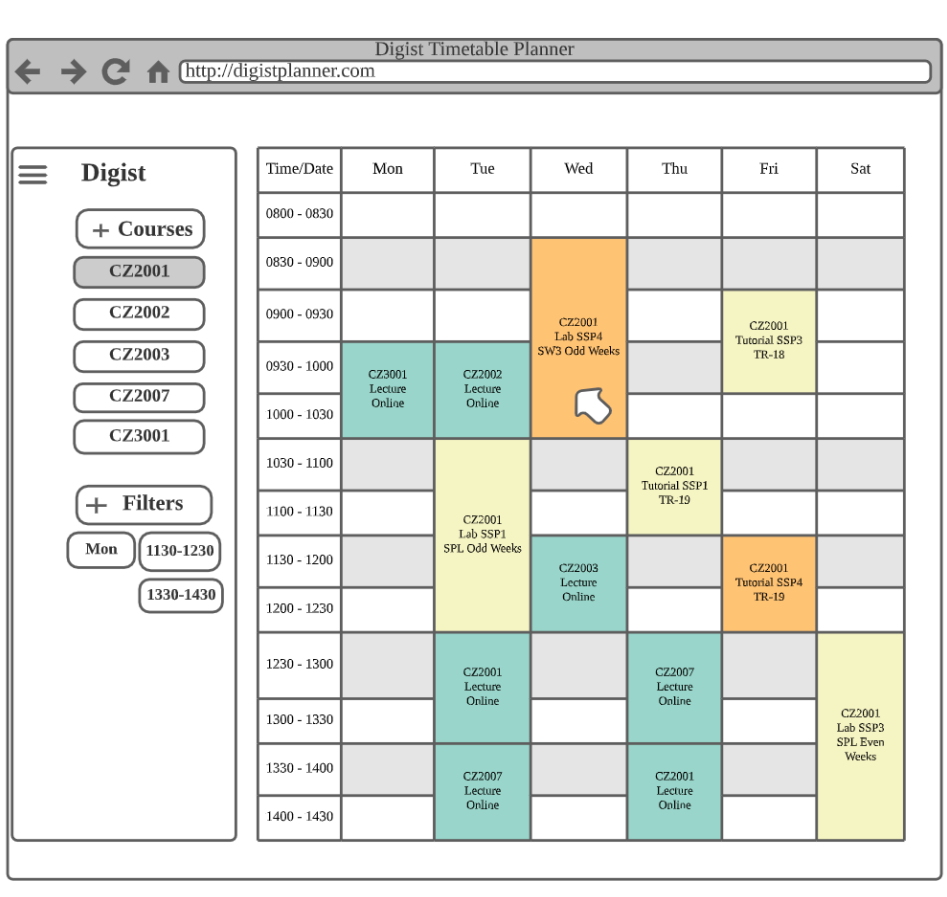 Digist Timetable Planner
http://digistplanner.com
Digist
+ Courses
CZ2001
CZ2002
CZ2003
CZ2007
CZ3001
+ Filters
Mon
1130-1230
1330-1430
Time/Date Mon Tue Wed Thu Fri Sat
0800 - 0830
0830 - 0900
0900 - 0930
0930 - 1000
1000 - 1030
1030 - 1100
1100 - 1130
1130 - 1200
1200 - 1230
1230 - 1300
1300 - 1330
1330 - 1400
1400 - 1430
CZ3001
Lecture
Online
CZ2002
Lecture
Online
CZ2001
Lab SSP1
SPL Odd Weeks
CZ2001
Lecture
Online
CZ2007
Lecture
Online
CZ2001
Lab SSP4
SW3 Odd Weeks
CZ2003
Lecture
Online
CZ2001
Tutorial SSP1
TR-19
CZ2007
Lecture
Online
CZ2001
Lecture
Online
CZ2001
Tutorial SSP3
TR-18
CZ2001
Tutorial SSP4
TR-19
CZ2001
Lab SSP3
SPL Even
Weeks